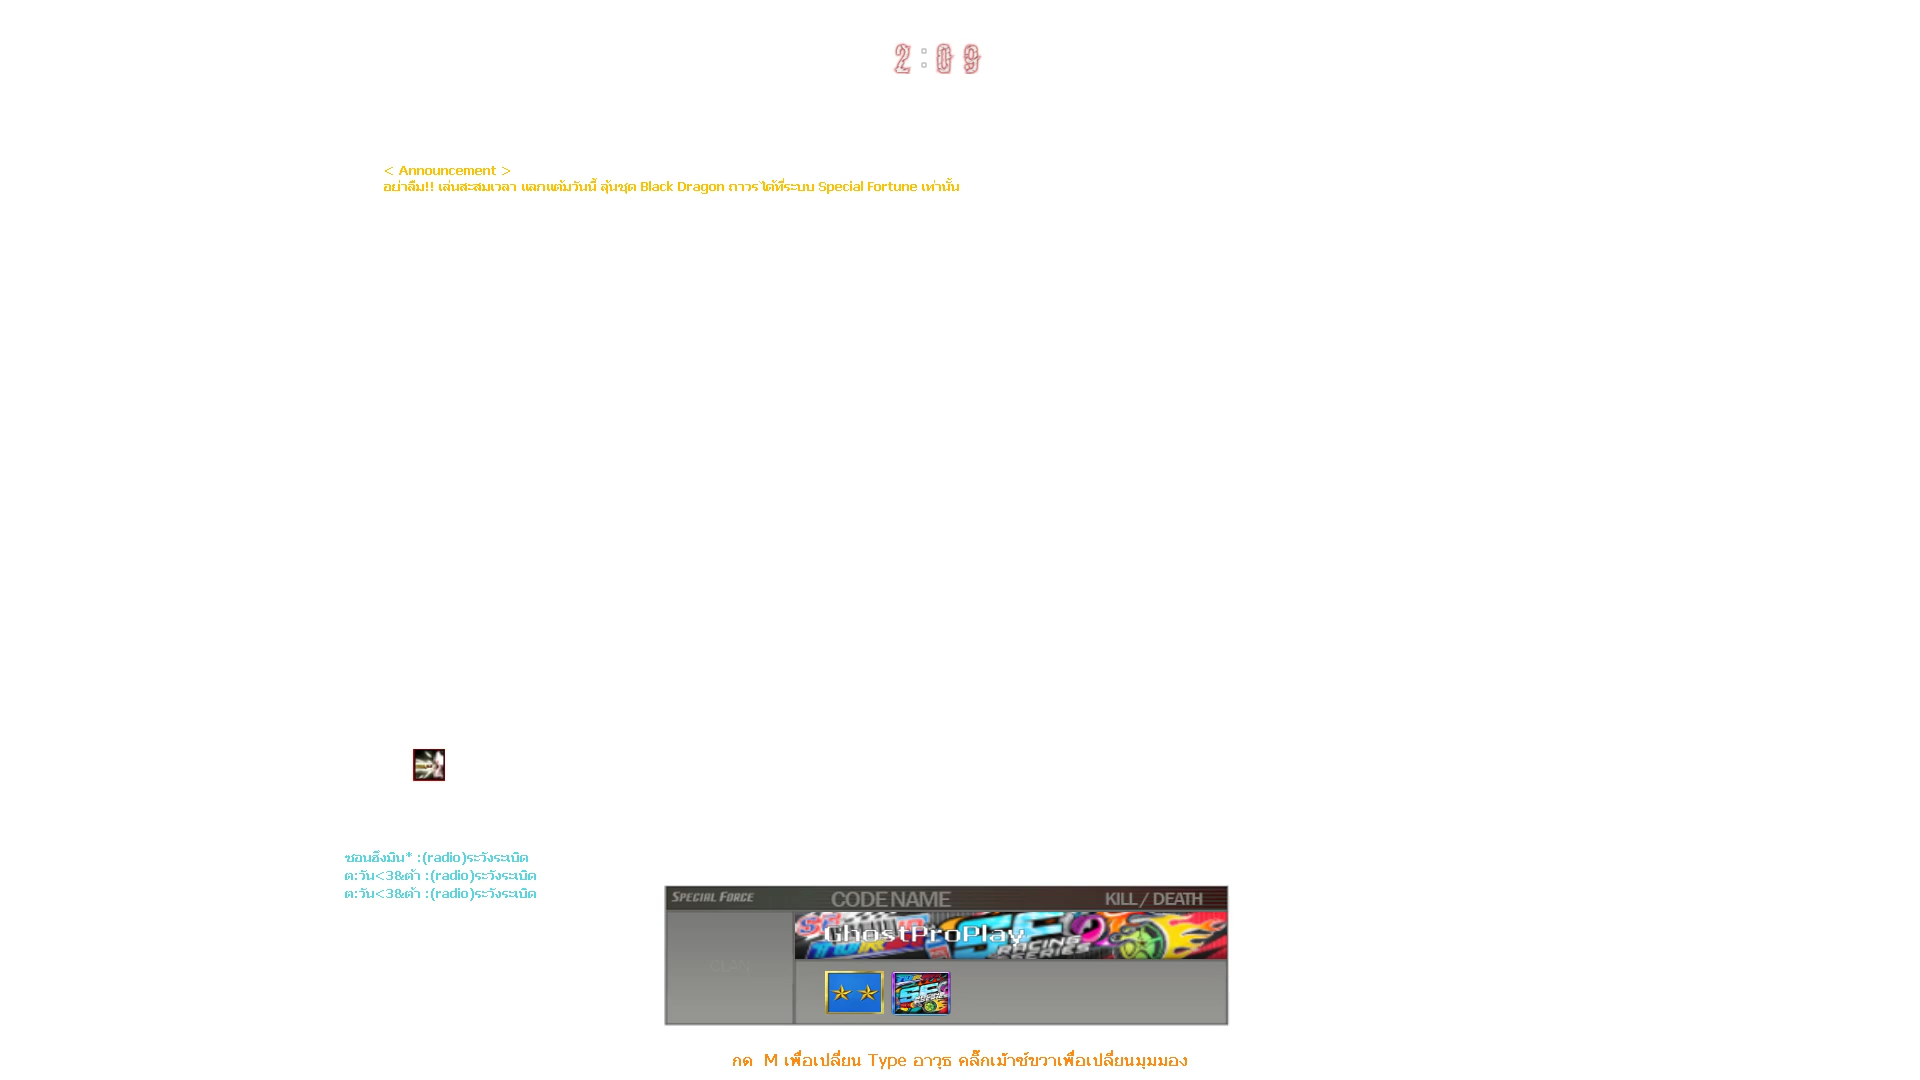 2:09
< Announcement >
อย่าลืม!! เล่นสะสมเวลา แลกแต้มวันนี้ ลุ้นชุด Black Dragon ถาวร ได้ที่ระบบ Special Fortune เท่านั้น
ซอนฮึงมิน* :(radio)ระวังระเบิด
ต:วัน<3&ต้า :(radio)ระวังระเบิด
ต:วัน<3&ต้า :(radio)ระวังระเบิด
SPECIAL FORCE CODE NAME KILL / DEATH
GhostProPlay
RACING SERIES
CLAN
กด M เพื่อเปลี่ยน Type อาวุธ คลิ๊กเม้าซ์ขวาเพื่อเปลี่ยนมุมมอง